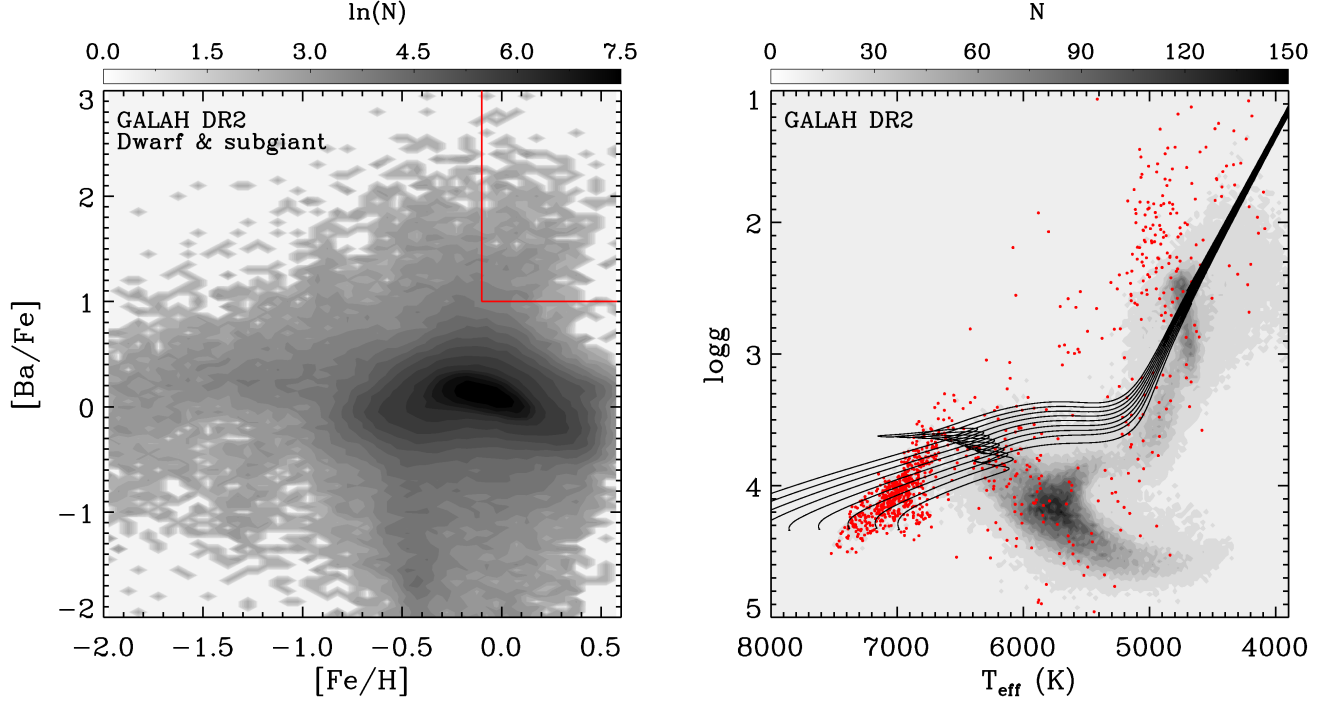 ln(N)
0.0 1.5 3.0 4.5 6.0 7.5
GALAH DR2
Dwarf & subgiant
3
2
1
0
−1
−2
[Ba/Fe]
−2.0 −1.5 −1.0 −0.5 0.0 0.5
[Fe/H]
N
0 30 60 90 120 150
GALAH DR2
1
2
3
4
5
logg
8000 7000 6000 5000 4000
Teff (K)